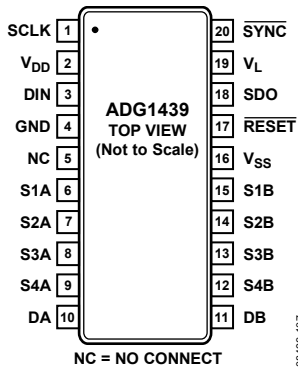 SCLK 1
VDD 2
DIN 3
GND 4
NC 5
S1A 6
S2A 7
S3A 8
S4A 9
DA 10
ADG1439
TOP VIEW
(Not to Scale)
20 SYNC
19 VL
18 SDO
17 RESET
16 VSS
15 S1B
14 S2B
13 S3B
12 S4B
11 DB
NC = NO CONNECT